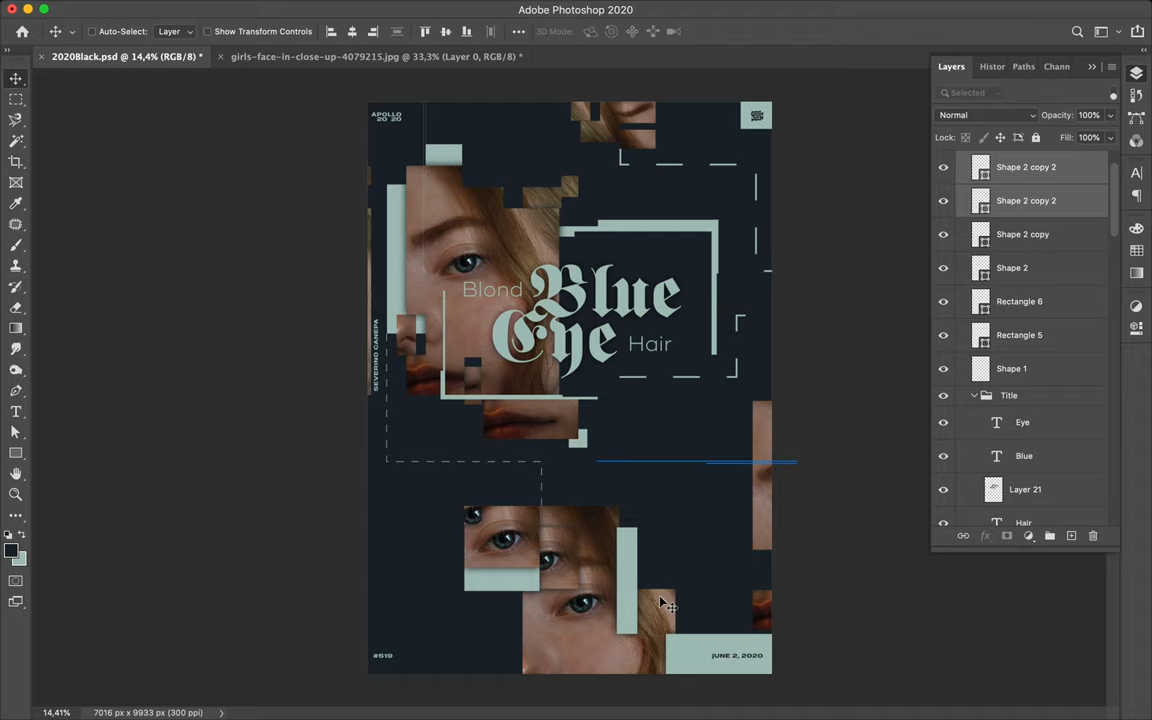 Adobe Photoshop 2020
Auto-Select:
Layer
Show Transform Controls
3D Mode:
2020Black.psd @ 14,4% (RGB/8) *
girls-face-in-close-up-4079215.jpg @ 33,3% (Layer 0, RGB/8) *
Layers
Histor
Paths
Chann
Selected
Normal
Opacity: 100%
Lock:
Fill: 100%
Shape 2 copy 2
Shape 2 copy 2
Shape 2 copy
Shape 2
Rectangle 6
Rectangle 5
Shape 1
Title
Eye
Blue
Layer 21
Hair
APOLLO
20 20
Blond
Blue
Eye
Hair
SEVERINO CANEPA
#519
JUNE 2, 2020
14,41%
7016 px x 9933 px (300 ppi)